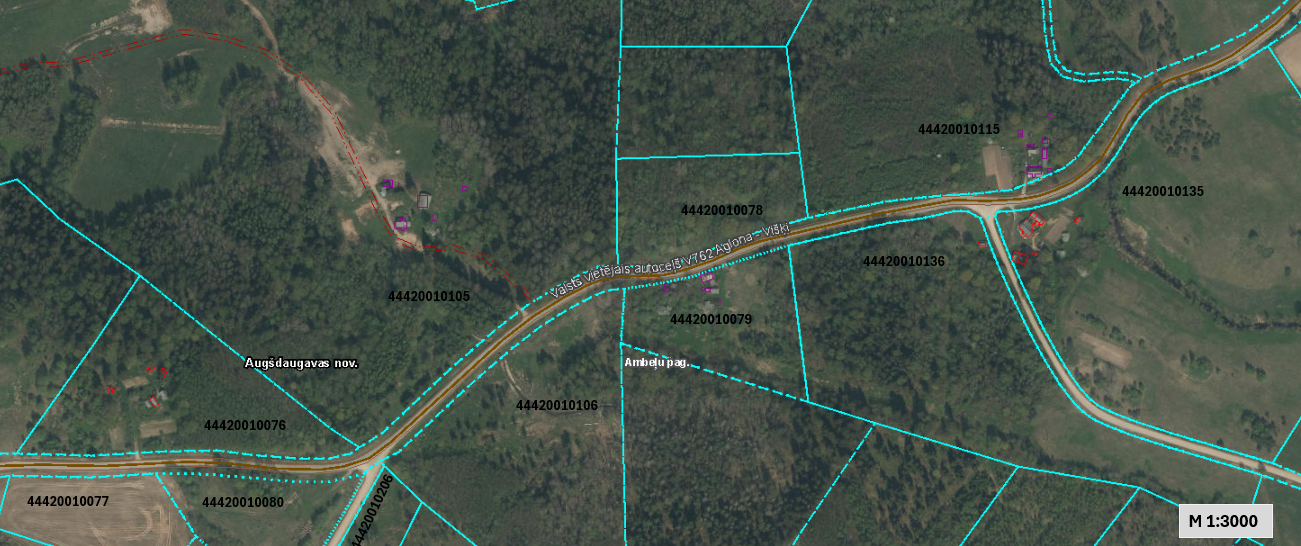 44420010115
44420010135
44420010078
Valsts vietējais autoceļš V762 Aglona - Višķi
44420010136
44420010105
44420010079
Augšdaugavas nov.
Ambeļu pag.
44420010106
44420010076
44420010077
44420010080
44420010206
M 1:3000